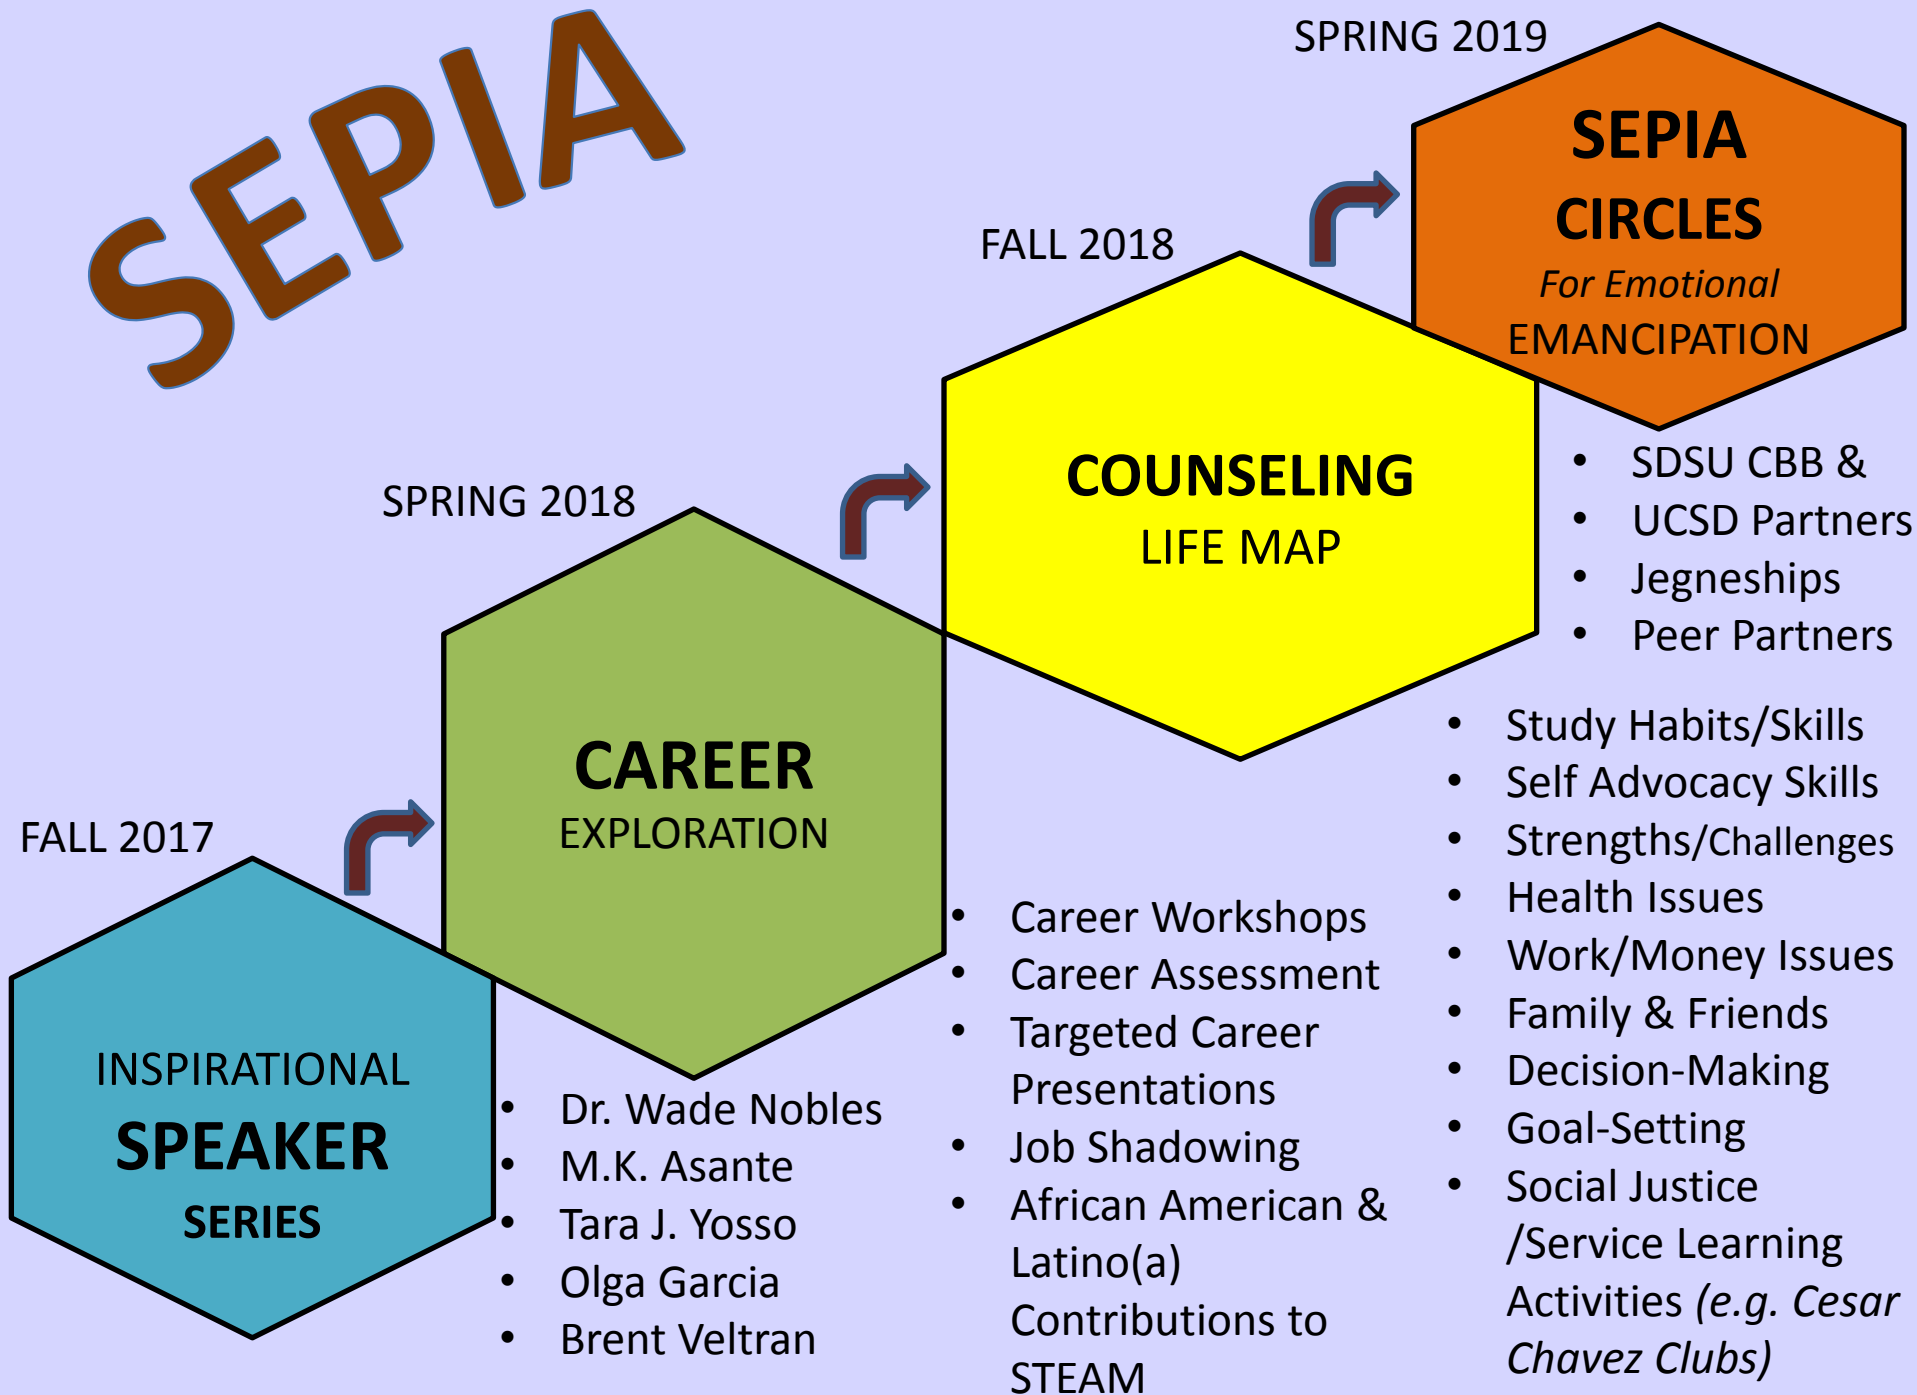 SEPIA
FALL 2017
INSPIRATIONAL
SPEAKER
SERIES
• Dr. Wade Nobles
• M.K. Asante
• Tara J. Yosso
• Olga Garcia
• Brent Veltran
SPRING 2018
CAREER
EXPLORATION
• Career Workshops
• Career Assessment
• Targeted Career
Presentations
• Job Shadowing
• African American &
Latino(a)
Contributions to
STEAM
FALL 2018
COUNSELING
LIFE MAP
• Study Habits/Skills
• Self Advocacy Skills
• Strengths/Challenges
• Health Issues
• Work/Money Issues
• Family & Friends
• Decision-Making
• Goal-Setting
• Social Justice
/Service Learning
Activities (e.g. Cesar
Chavez Clubs)
SPRING 2019
SEPIA
CIRCLES
For Emotional
EMANCIPATION
• SDSU CBB &
• UCSD Partners
• Jegneships
• Peer Partners